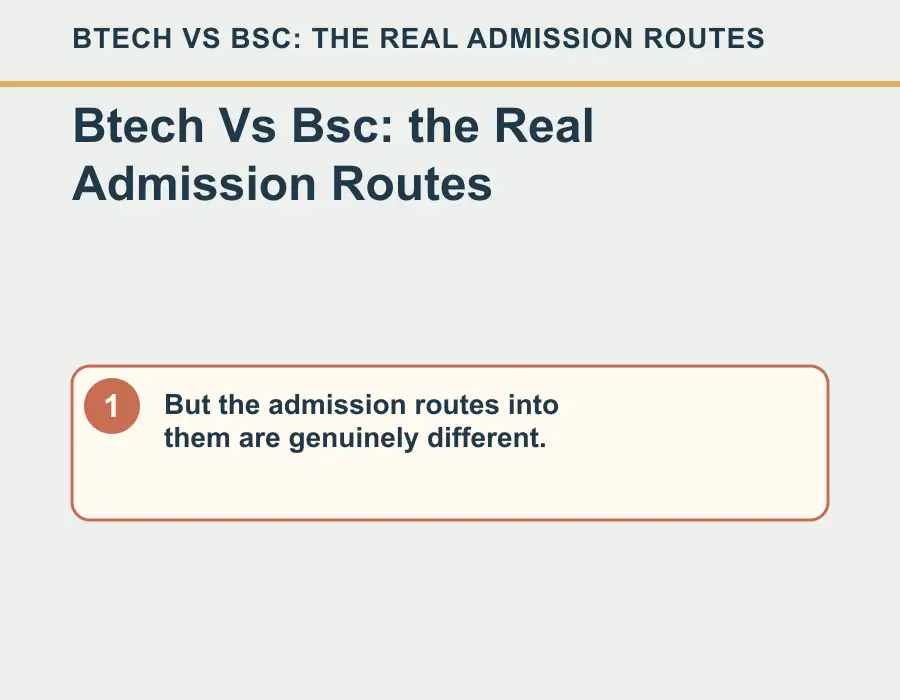 BTECH VS BSC: THE REAL ADMISSION ROUTES
Btech Vs Bsc: the Real
Admission Routes
1
But the admission routes into
them are genuinely different.